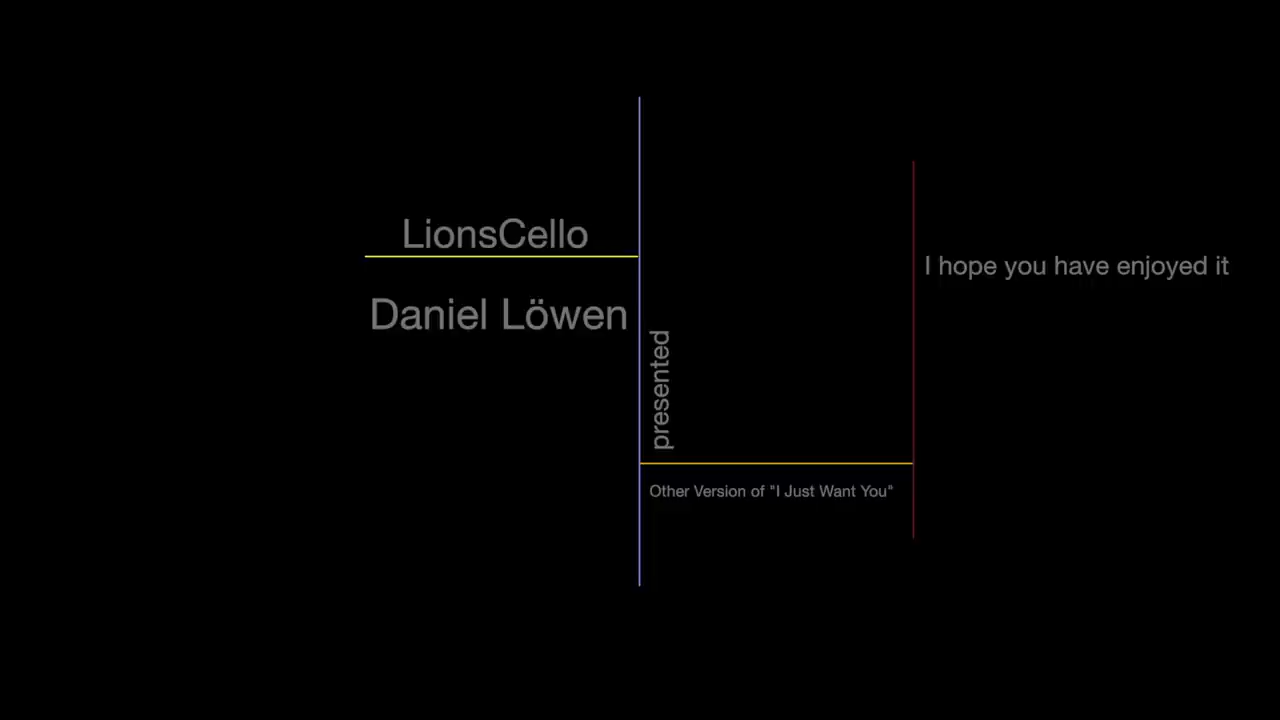 LionsCello
Daniel Löwen
presented
Other Version of "I Just Want You"
I hope you have enjoyed it